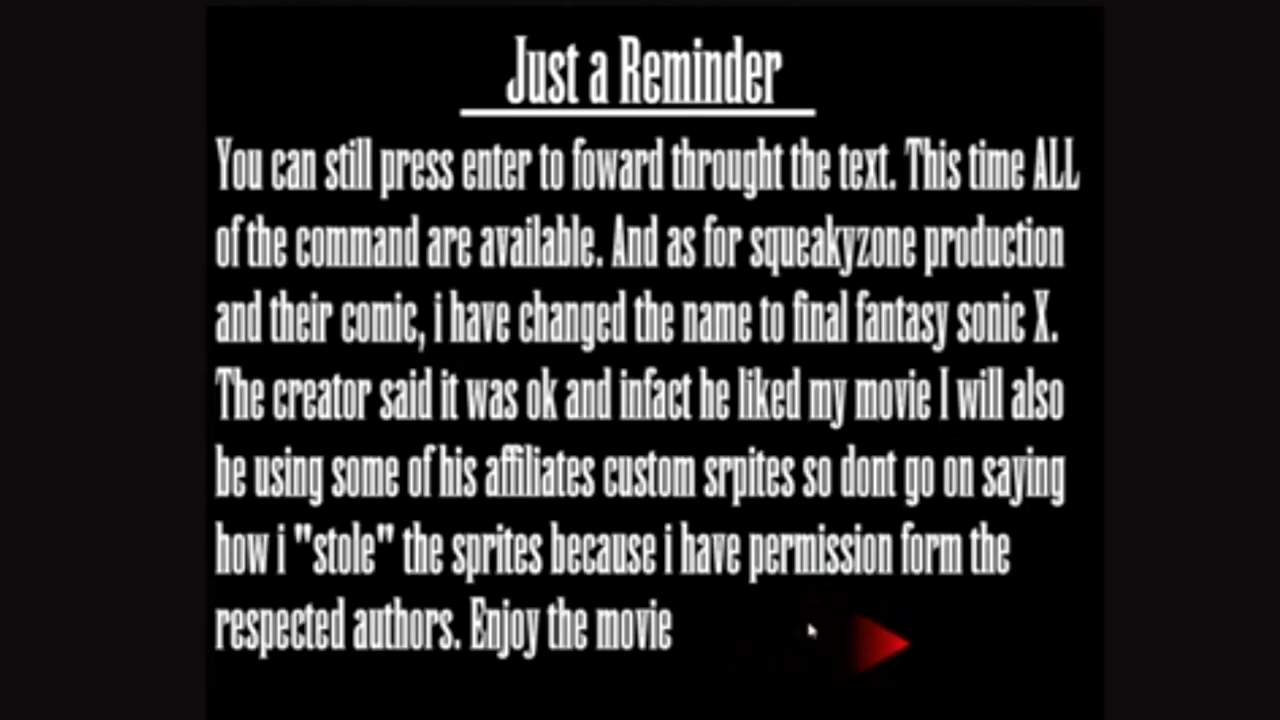 Just a Reminder
You can still press enter to foward throught the text. This time ALL
of the command are available. And as for squeakyzone production
and their comic, i have changed the name to final fantasy sonic X.
The creator said it was ok and infact he liked my movie I will also
be using some of his affiliates custom srpites so dont go on saying
how i "stole" the sprites because i have permission form the
respected authors. Enjoy the movie